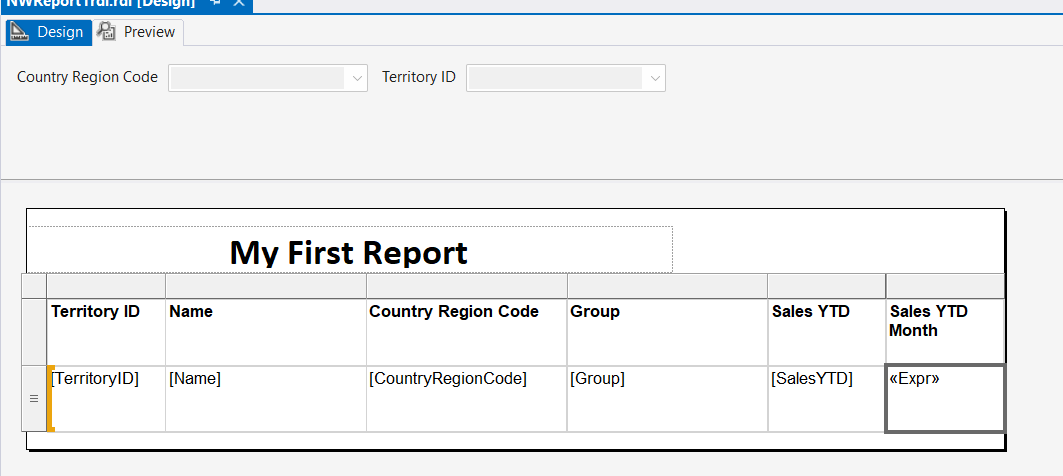 NWReport1rdl.rdl [Design]
Design Preview
Country Region Code Territory ID
My First Report
Territory ID Name Country Region Code Group Sales YTD Sales YTD
Month
[TerritoryID] [Name] [CountryRegionCode] [Group] [SalesYTD] «Expr»